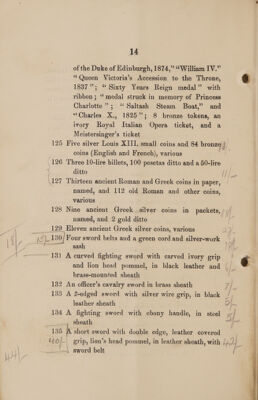 14
of the Duke of Edinburgh, 1874," "William IV."
"Queen Victoria's Accession to the Throne,
1837"; "Sixty Years Reign medal" with
ribbon; "medal struck in memory of Princess
Charlotte"; "Saltash Steam Boat," and
"Charles X., 1825"; 8 bronze tokens, an
ivory Royal Italian Opera ticket, and a
Meistersinger's ticket
125 Five silver Louis XIII. small coins and 84 bronze
coins (English and French), various
126 Three 10-lire billets, 100 pesetas ditto and a 50-lire
ditto
127 Thirteen ancient Roman and Greek coins in paper,
named, and 112 old Roman and other coins,
various
128 Nine ancient Greek silver coins in packets,
named, and 2 gold ditto
129 Eleven ancient Greek silver coins, various
130 Four sword belts and a green cord and silver-work
sash
131 A curved fighting sword with carved ivory grip
and lion head pommel, in black leather and
brass-mounted sheath
132 An officer's cavalry sword in brass sheath
133 A 2-edged sword with silver wire grip, in black
leather sheath
134 A fighting sword with ebony handle, in steel
sheath
135 A short sword with double edge, leather covered
grip, lion's head pommel, in leather sheath, with
sword belt